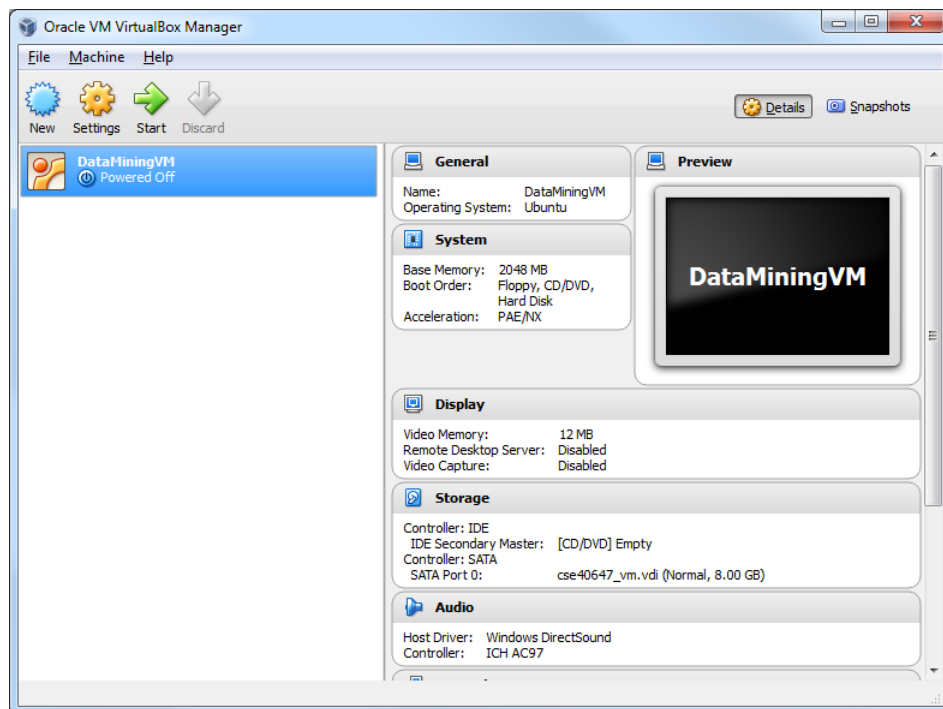 Oracle VM VirtualBox Manager
File Machine Help
New Settings Start Discard
Details Snapshots
DataMiningVM
Powered Off
General
Name: DataMiningVM
Operating System: Ubuntu
System
Base Memory: 2048 MB
Boot Order: Floppy, CD/DVD,
Hard Disk
Acceleration: PAE/NX
Preview
DataMiningVM
Display
Video Memory: 12 MB
Remote Desktop Server: Disabled
Video Capture: Disabled
Storage
Controller: IDE
IDE Secondary Master: [CD/DVD] Empty
Controller: SATA
SATA Port 0: cse40647_vm.vdi (Normal, 8.00 GB)
Audio
Host Driver: Windows DirectSound
Controller: ICH AC97